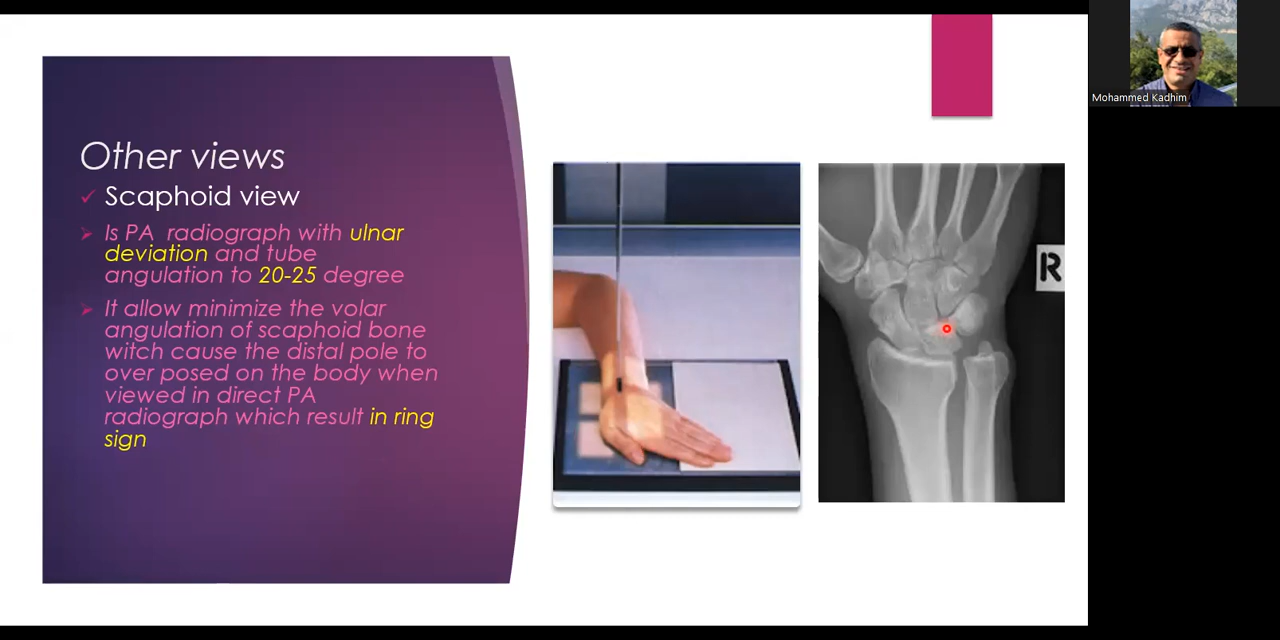 Other views
Scaphoid view
Is PA radiograph with ulnar
deviation and tube
angulation to 20-25 degree
It allow minimize the volar
angulation of scaphoid bone
witch cause the distal pole to
over posed on the body when
viewed in direct PA
radiograph which result in ring
sign
R
Mohammed Kadhim